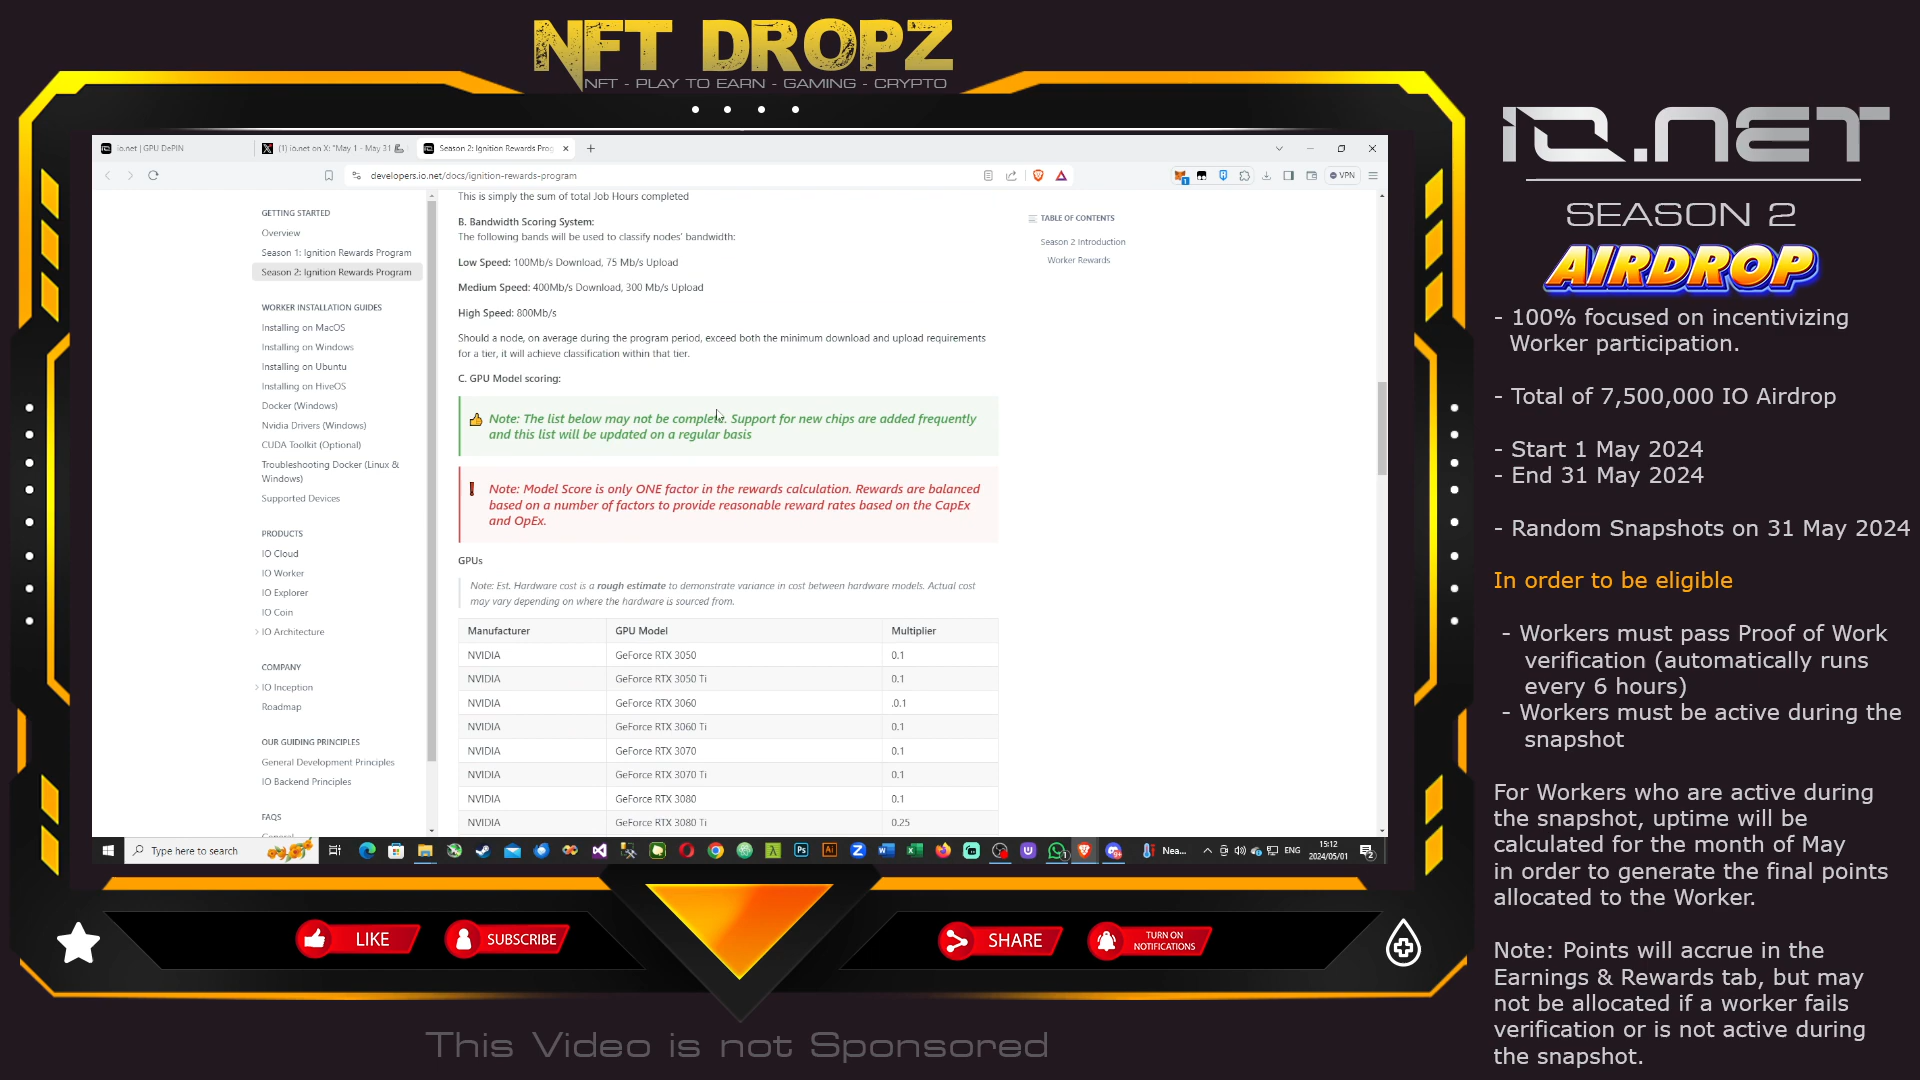 NFT DROPZ
NFT - PLAY TO EARN - GAMING - CRYPTO
io.net | GPU DePIN
(1) io.net on X: "May 1 - May 31
Season 2: Ignition Rewards Prog
developers.io.net/docs/ignition-rewards-program
1
VPN
GETTING STARTED
Overview
Season 1: Ignition Rewards Program
Season 2: Ignition Rewards Program
WORKER INSTALLATION GUIDES
Installing on MacOS
Installing on Windows
Installing on Ubuntu
Installing on HiveOS
Docker (Windows)
Nvidia Drivers (Windows)
CUDA Toolkit (Optional)
Troubleshooting Docker (Linux &
Windows)
Supported Devices
PRODUCTS
IO Cloud
IO Worker
IO Explorer
IO Coin
IO Architecture
COMPANY
IO Inception
Roadmap
OUR GUIDING PRINCIPLES
General Development Principles
IO Backend Principles
FAQS
General
This is simply the sum of total Job Hours completed
B. Bandwidth Scoring System:
The following bands will be used to classify nodes' bandwidth:
Low Speed: 100Mb/s Download, 75 Mb/s Upload
Medium Speed: 400Mb/s Download, 300 Mb/s Upload
High Speed: 800Mb/s
Should a node, on average during the program period, exceed both the minimum download and upload requirements
for a tier, it will achieve classification within that tier.
C. GPU Model scoring:
Note: The list below may not be complete. Support for new chips are added frequently
and this list will be updated on a regular basis
Note: Model Score is only ONE factor in the rewards calculation. Rewards are balanced
based on a number of factors to provide reasonable reward rates based on the CapEx
and OpEx.
GPUs
Note: Est. Hardware cost is a rough estimate to demonstrate variance in cost between hardware models. Actual cost
may vary depending on where the hardware is sourced from.
Manufacturer GPU Model Multiplier
NVIDIA GeForce RTX 3050 0.1
NVIDIA GeForce RTX 3050 Ti 0.1
NVIDIA GeForce RTX 3060 .0.1
NVIDIA GeForce RTX 3060 Ti 0.1
NVIDIA GeForce RTX 3070 0.1
NVIDIA GeForce RTX 3070 Ti 0.1
NVIDIA GeForce RTX 3080 0.1
NVIDIA GeForce RTX 3080 Ti 0.25
TABLE OF CONTENTS
Season 2 Introduction
Worker Rewards
Type here to search
Ps
Ai
Nea...
ENG
15:12
2024/05/01
2
LIKE
SUBSCRIBE
SHARE
TURN ON
NOTIFICATIONS
This Video is not Sponsored
iO.NET
SEASON 2
AIRDROP
- 100% focused on incentivizing
Worker participation.
- Total of 7,500,000 IO Airdrop
- Start 1 May 2024
- End 31 May 2024
- Random Snapshots on 31 May 2024
In order to be eligible
- Workers must pass Proof of Work
verification (automatically runs
every 6 hours)
- Workers must be active during the
snapshot
For Workers who are active during
the snapshot, uptime will be
calculated for the month of May
in order to generate the final points
allocated to the Worker.
Note: Points will accrue in the
Earnings & Rewards tab, but may
not be allocated if a worker fails
verification or is not active during
the snapshot.